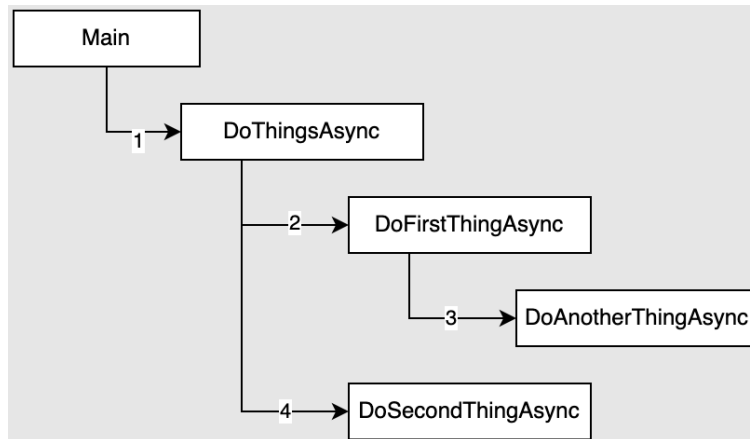 Main
1
DoThingsAsync
2
DoFirstThingAsync
3
DoAnotherThingAsync
4
DoSecondThingAsync